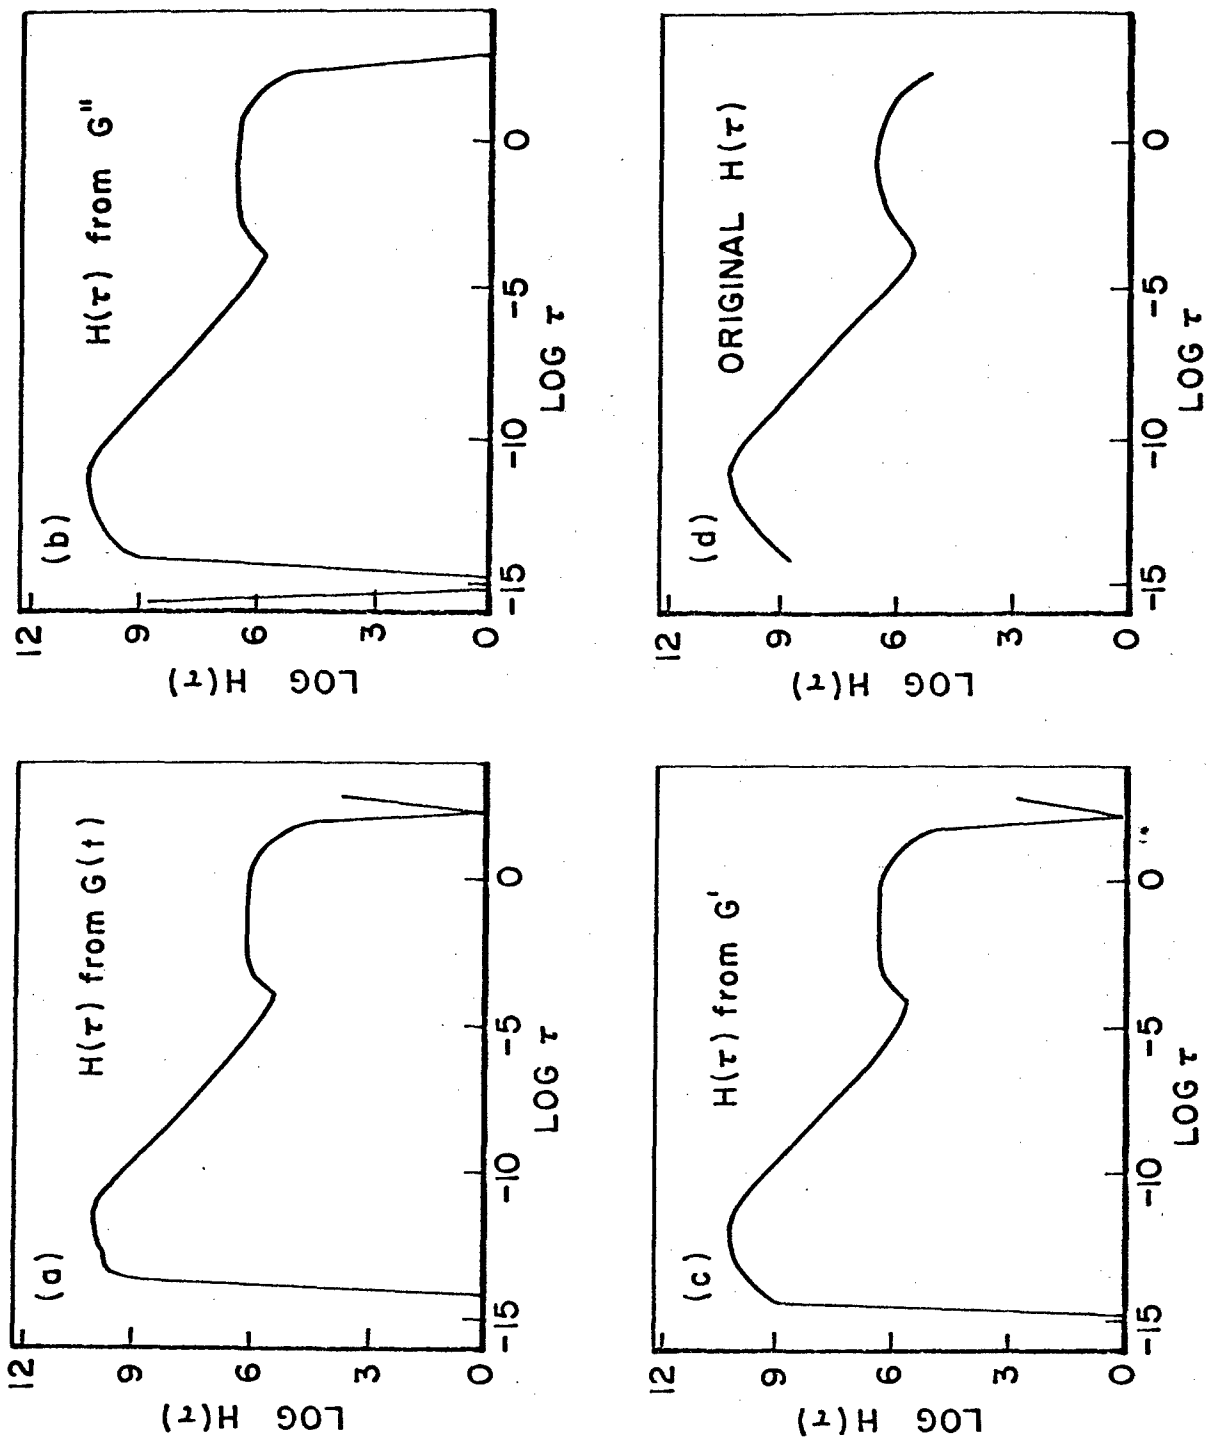 (a)
H(τ) from G(t)
12
9
6
3
0
LOG H(τ)
-15
-10
-5
0
LOG τ
(b)
H(τ) from G"
12
9
6
3
0
LOG H(τ)
-15
-10
-5
0
LOG τ
(c)
H(τ) from G'
12
9
6
3
0
LOG H(τ)
-15
-10
-5
0
LOG τ
(d)
ORIGINAL H(τ)
12
9
6
3
0
LOG H(τ)
-15
-10
-5
0
LOG τ